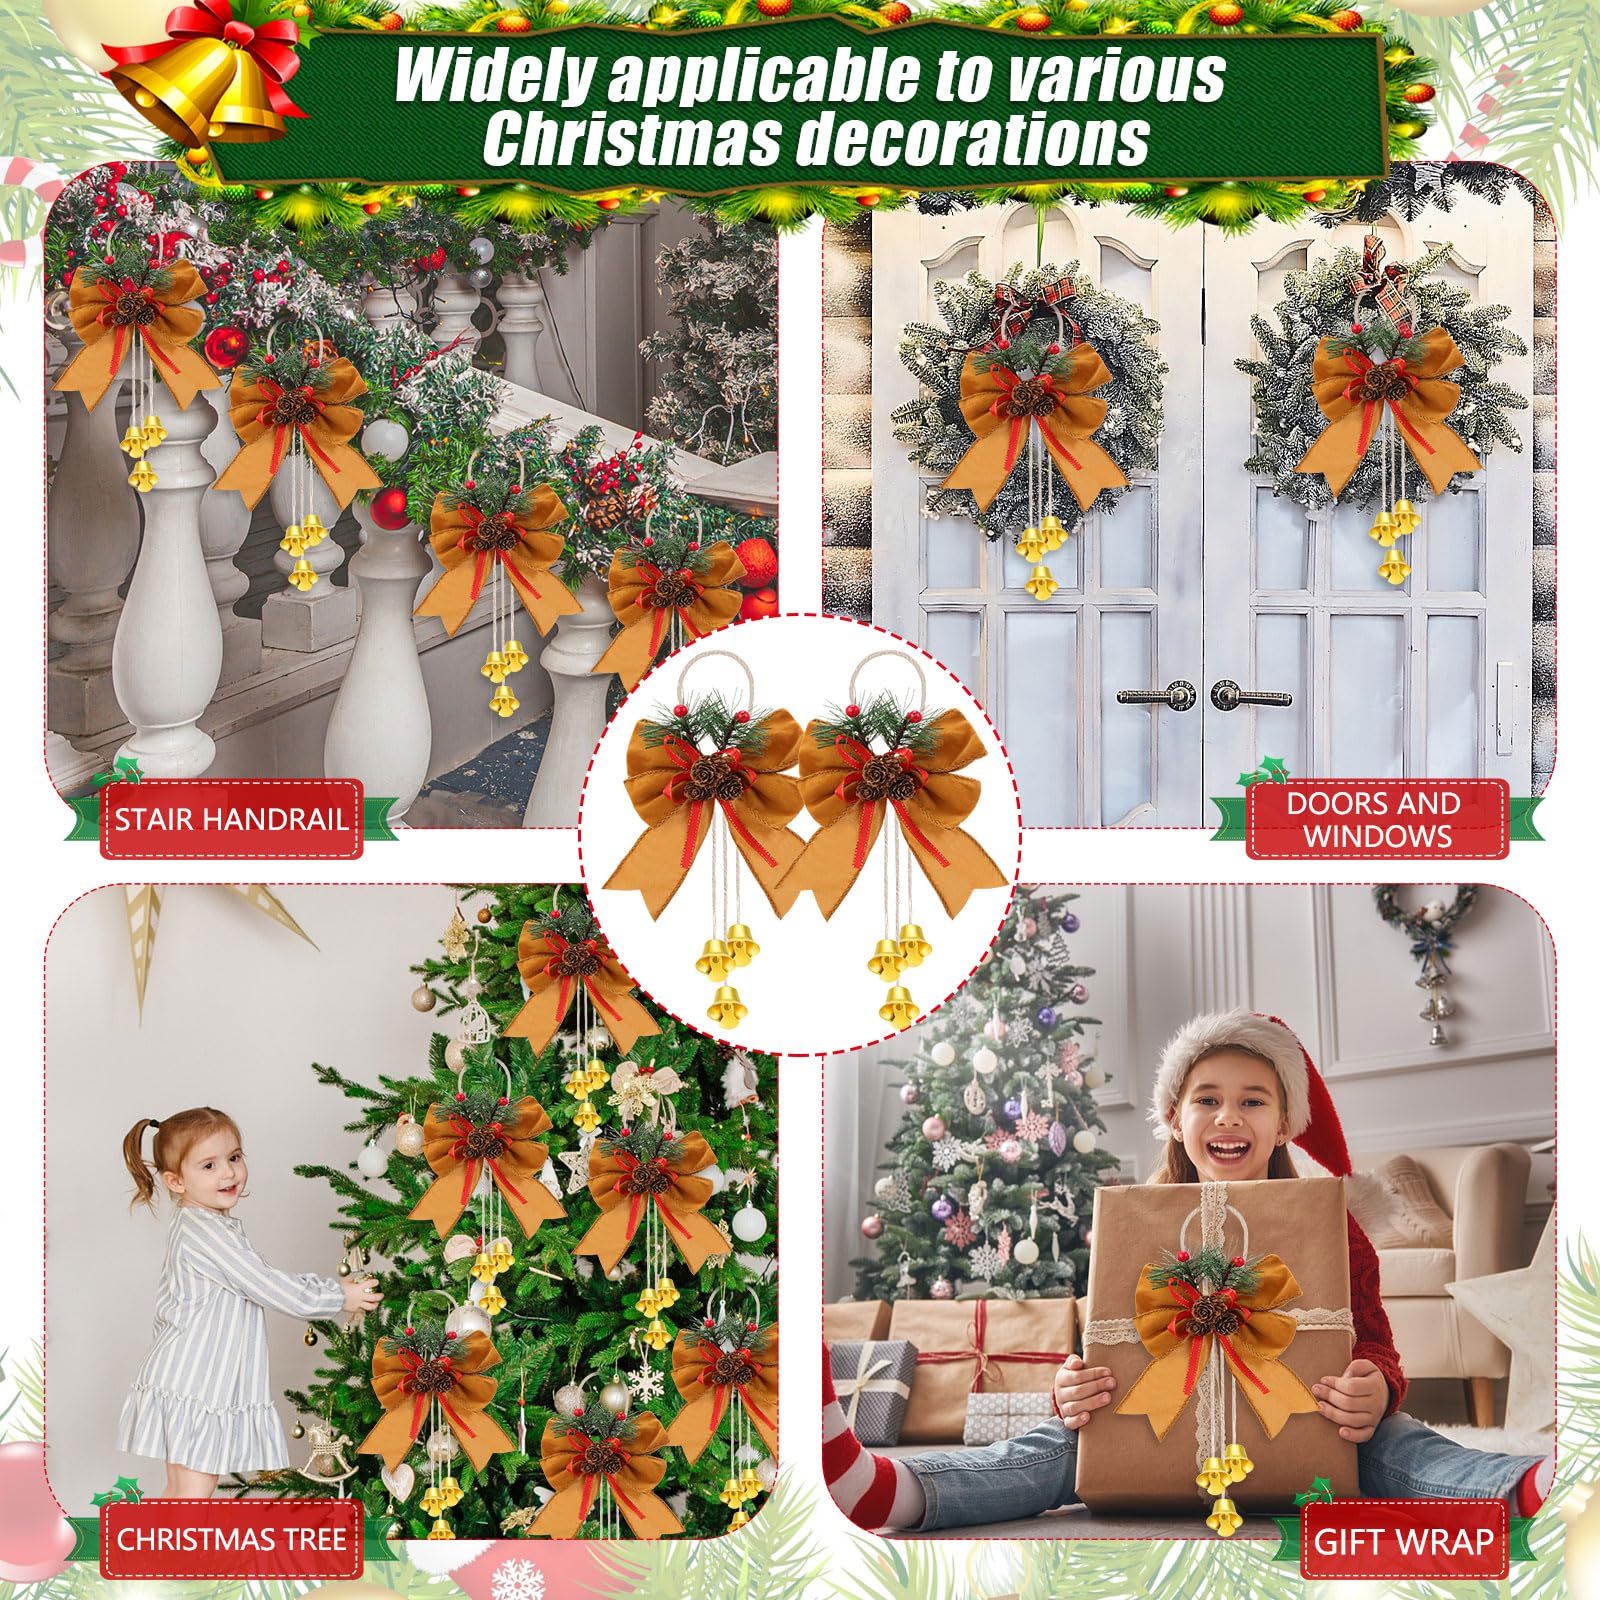 Widely applicable to various
Christmas decorations
STAIR HANDRAIL
DOORS AND
WINDOWS
CHRISTMAS TREE
GIFT WRAP